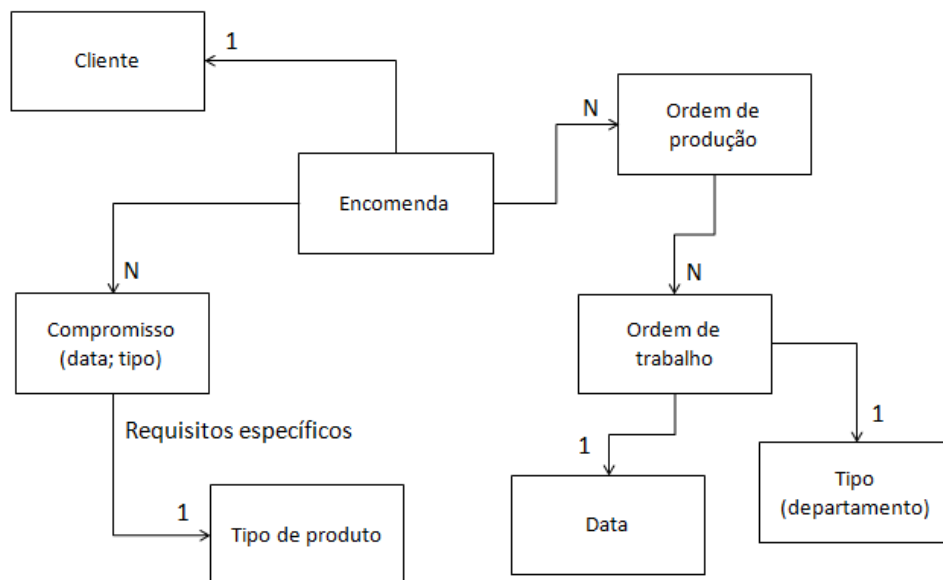 1
Cliente
N
Ordem de
produção
Encomenda
N
N
Compromisso
(data; tipo)
Ordem de
trabalho
Requisitos específicos
1
1
Tipo
(departamento)
1
Tipo de produto
Data